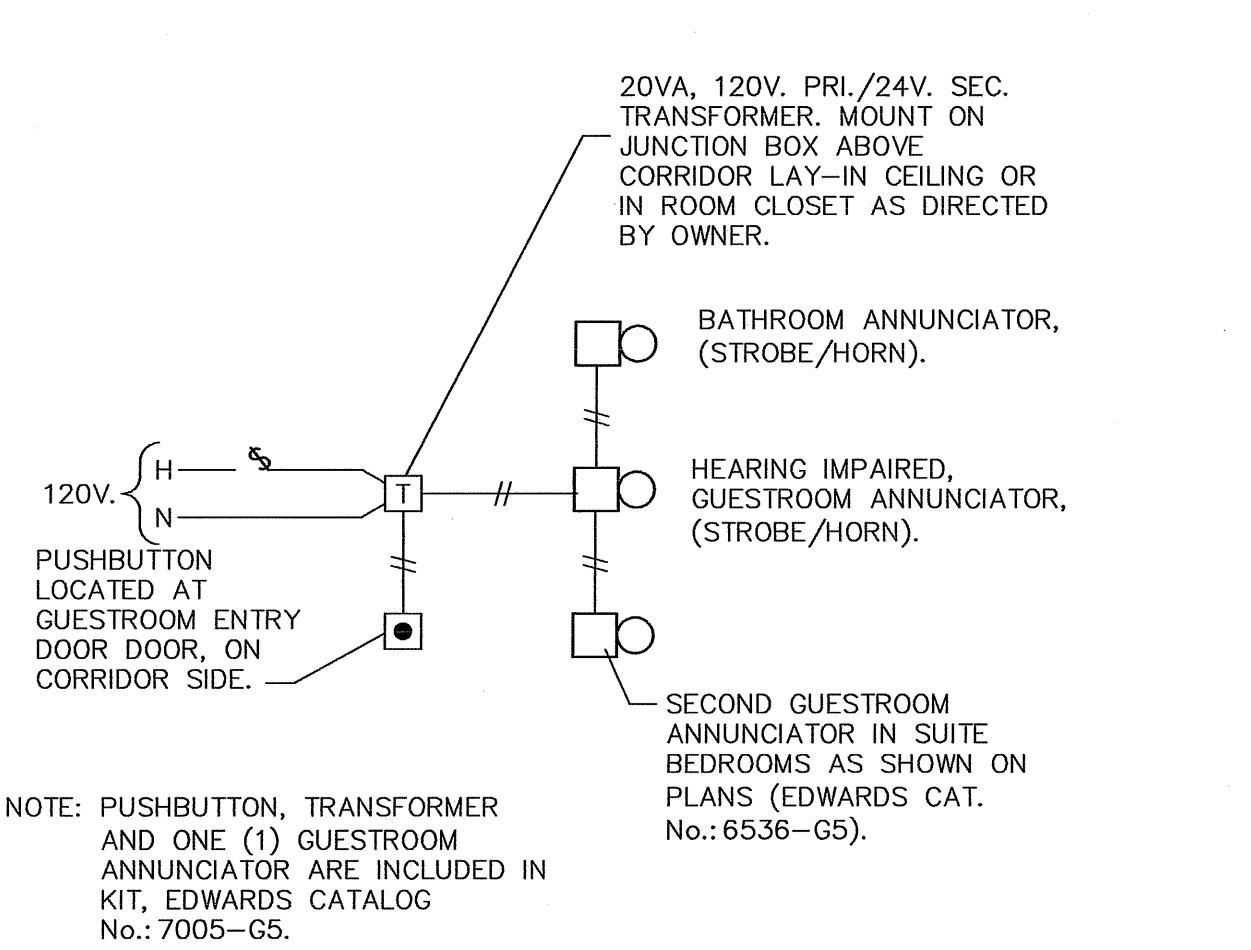 20VA, 120V. PRI./24V. SEC.
TRANSFORMER. MOUNT ON
JUNCTION BOX ABOVE
CORRIDOR LAY-IN CEILING OR
IN ROOM CLOSET AS DIRECTED
BY OWNER.
BATHROOM ANNUNCIATOR,
(STROBE/HORN).
H
$
120V.
T
N
HEARING IMPAIRED,
GUESTROOM ANNUNCIATOR,
(STROBE/HORN).
PUSHBUTTON
LOCATED AT
GUESTROOM ENTRY
DOOR DOOR, ON
CORRIDOR SIDE.
SECOND GUESTROOM
ANNUNCIATOR IN SUITE
BEDROOMS AS SHOWN ON
PLANS (EDWARDS CAT.
No.: 6536-G5).
NOTE: PUSHBUTTON, TRANSFORMER
AND ONE (1) GUESTROOM
ANNUNCIATOR ARE INCLUDED IN
KIT, EDWARDS CATALOG
No.: 7005-G5.